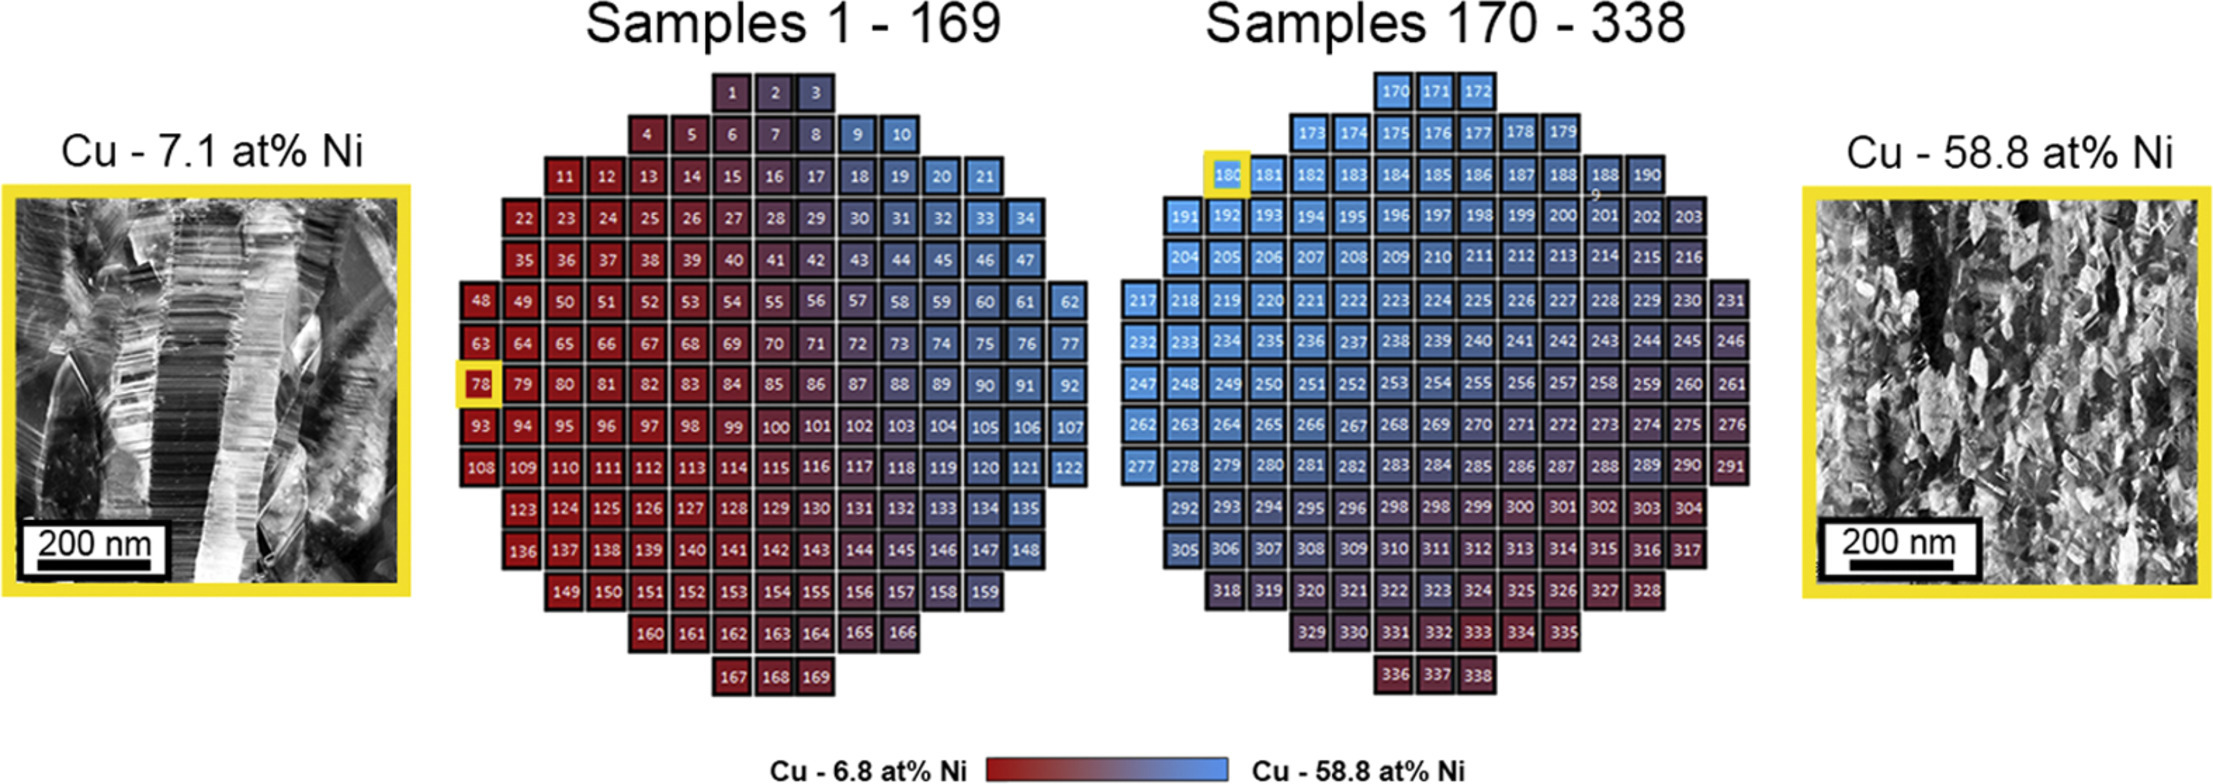 Samples 1 - 169
Samples 170 - 338
Cu - 7.1 at% Ni
Cu - 58.8 at% Ni
200 nm
1 2 3
4 5 6 7 8 9 10
11 12 13 14 15 16 17 18 19 20 21
22 23 24 25 26 27 28 29 30 31 32 33 34
35 36 37 38 39 40 41 42 43 44 45 46 47
48 49 50 51 52 53 54 55 56 57 58 59 60 61 62
63 64 65 66 67 68 69 70 71 72 73 74 75 76 77
78 79 80 81 82 83 84 85 86 87 88 89 90 91 92
93 94 95 96 97 98 99 100 101 102 103 104 105 106 107
108 109 110 111 112 113 114 115 116 117 118 119 120 121 122
123 124 125 126 127 128 129 130 131 132 133 134 135
136 137 138 139 140 141 142 143 144 145 146 147 148
149 150 151 152 153 154 155 156 157 158 159
160 161 162 163 164 165 166
167 168 169
170 171 172
173 174 175 176 177 178 179
180 181 182 183 184 185 186 187 188 188 190
9
191 192 193 194 195 196 197 198 199 200 201 202 203
204 205 206 207 208 209 210 211 212 213 214 215 216
217 218 219 220 221 222 223 224 225 226 227 228 229 230 231
232 233 234 235 236 237 238 239 240 241 242 243 244 245 246
247 248 249 250 251 252 253 254 255 256 257 258 259 260 261
262 263 264 265 266 267 268 269 270 271 272 273 274 275 276
277 278 279 280 281 282 283 284 285 286 287 288 289 290 291
292 293 294 295 296 298 298 299 300 301 302 303 304
305 306 307 308 309 310 311 312 313 314 315 316 317
318 319 320 321 322 323 324 325 326 327 328
329 330 331 332 333 334 335
336 337 338
200 nm
Cu - 6.8 at% Ni
Cu - 58.8 at% Ni